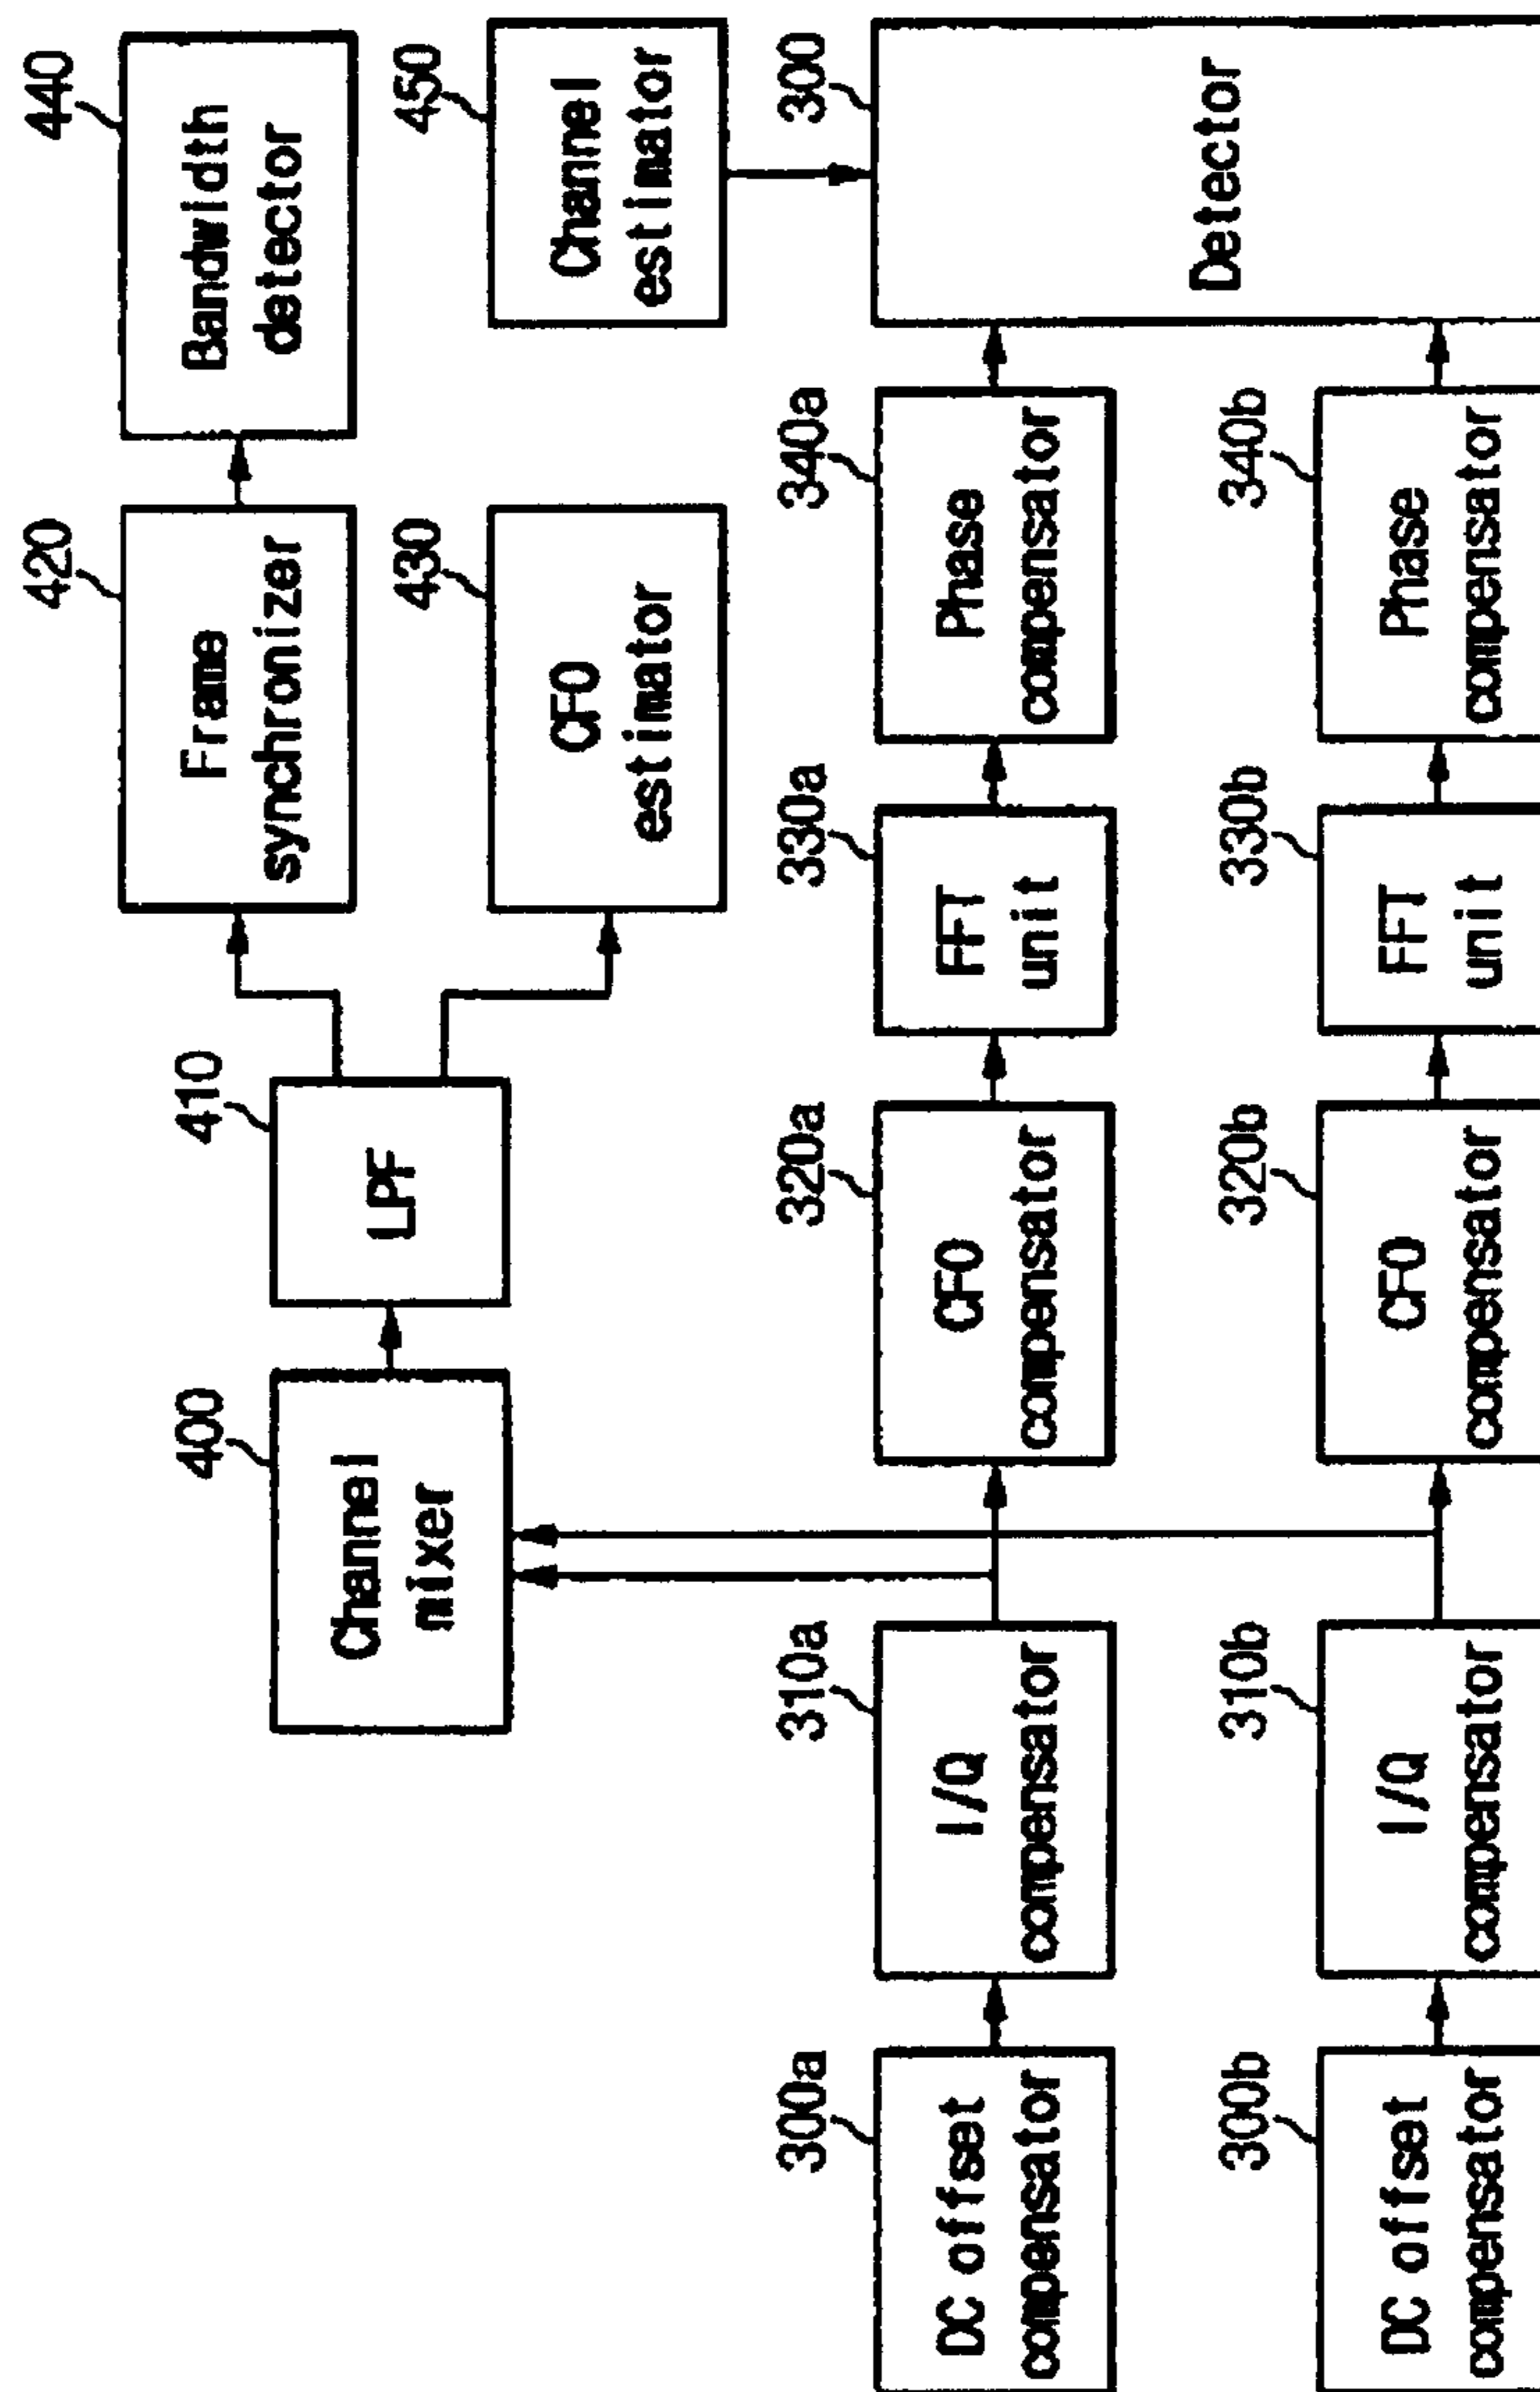 440
Bandwidth
detector
420
Frame
synchronizer
410
LPF
400
Channel
mixer
430
CFO
estimator
450
Channel
estimator
300a
DC offset
compensator
310a
I/Q
compensator
320a
CFO
compensator
330a
FFT
unit
340a
Phase
compensator
300
Detector
300b
DC offset
compensator
310b
I/Q
compensator
320b
CFO
compensator
330b
FFT
unit
340b
Phase
compensator